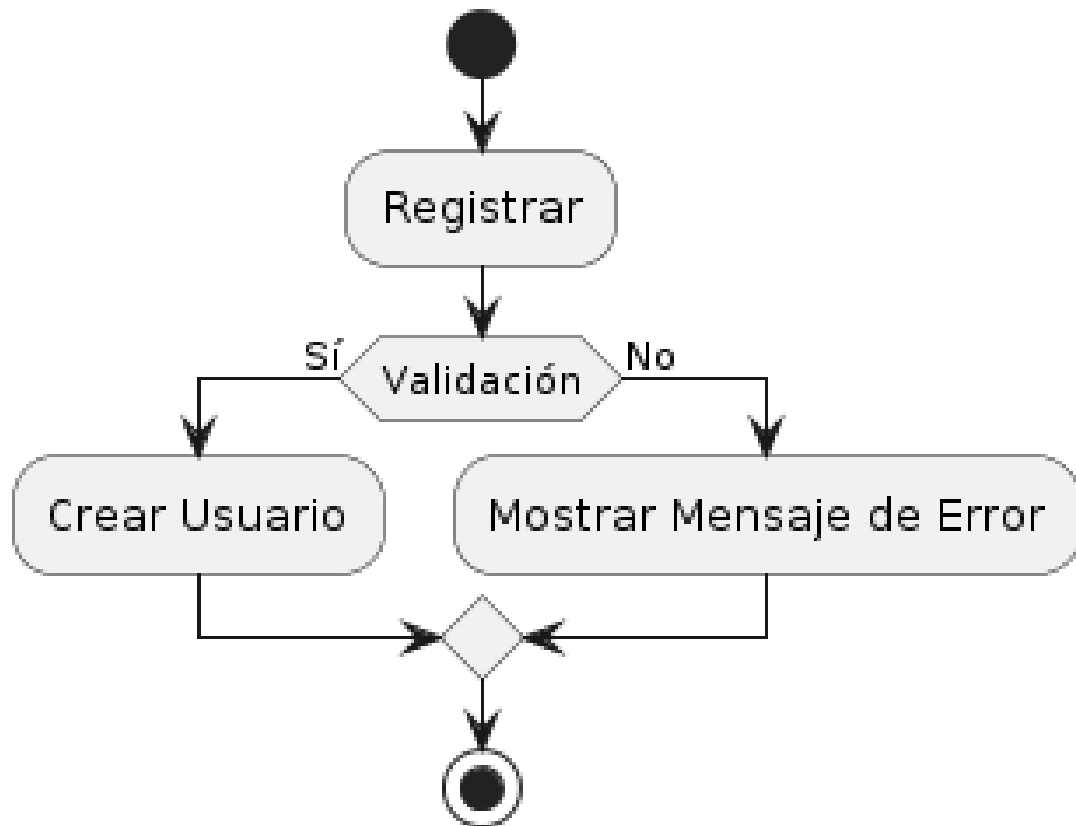 Registrar
Sí
Validación
No
Crear Usuario
Mostrar Mensaje de Error